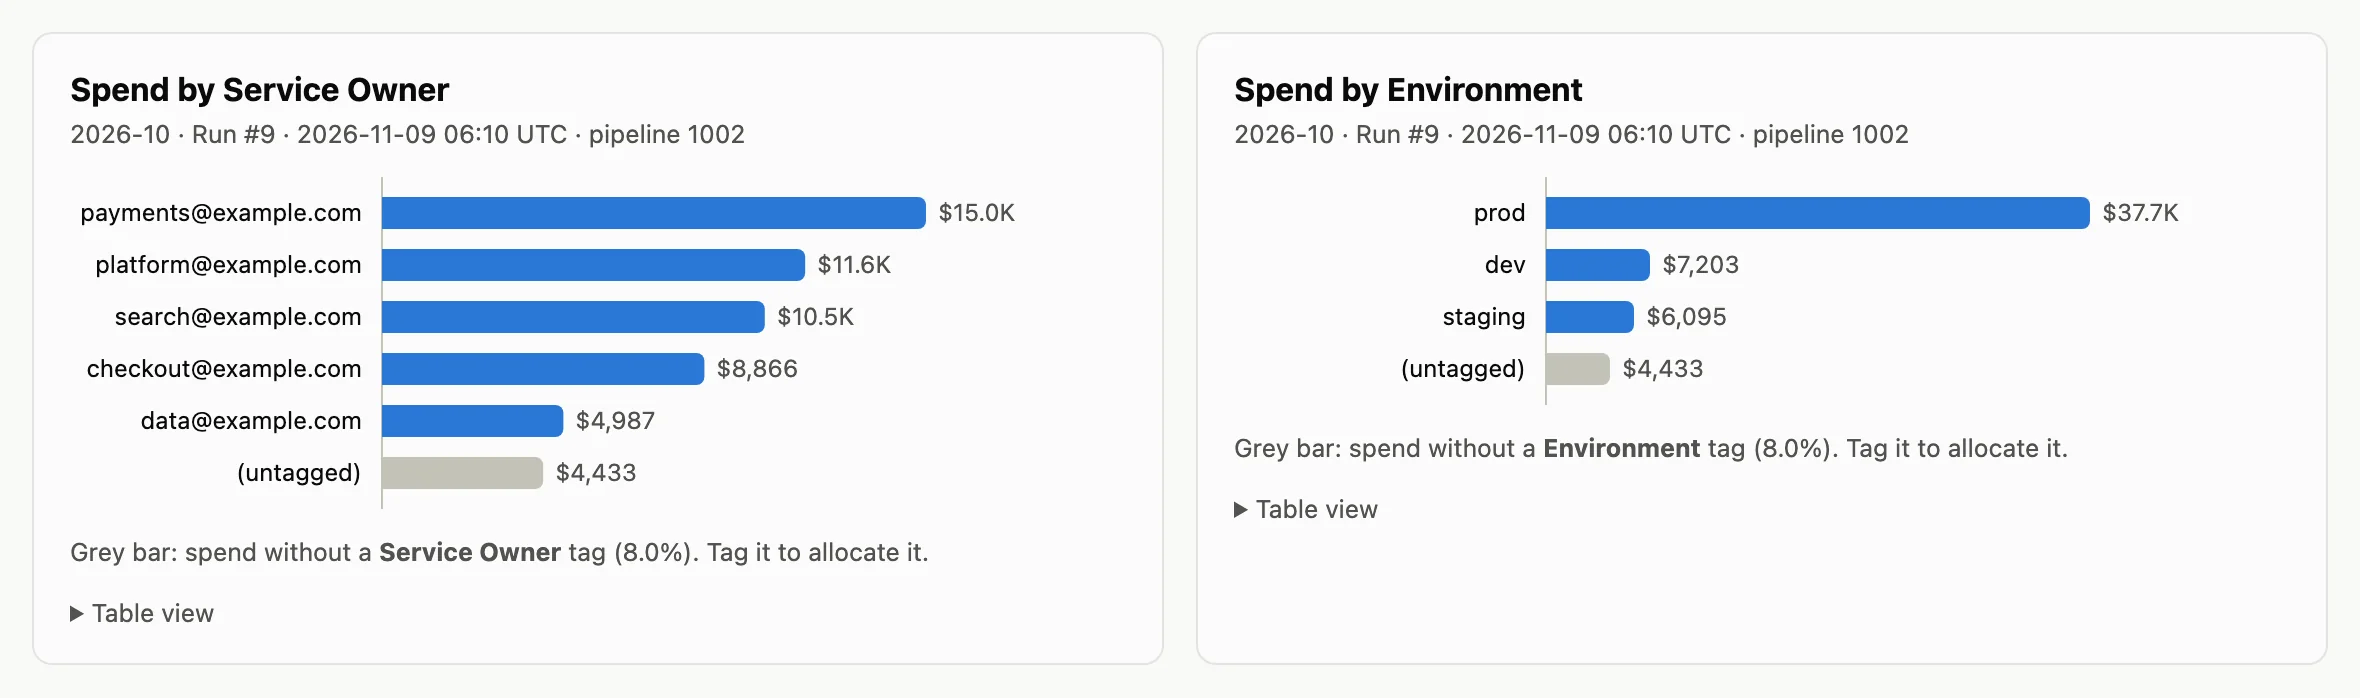 Spend by Service Owner
2026-10 · Run #9 · 2026-11-09 06:10 UTC · pipeline 1002
payments@example.com $15.0K
platform@example.com $11.6K
search@example.com $10.5K
checkout@example.com $8,866
data@example.com $4,987
(untagged) $4,433
Grey bar: spend without a Service Owner tag (8.0%). Tag it to allocate it.
▶ Table view
Spend by Environment
2026-10 · Run #9 · 2026-11-09 06:10 UTC · pipeline 1002
prod $37.7K
dev $7,203
staging $6,095
(untagged) $4,433
Grey bar: spend without a Environment tag (8.0%). Tag it to allocate it.
▶ Table view